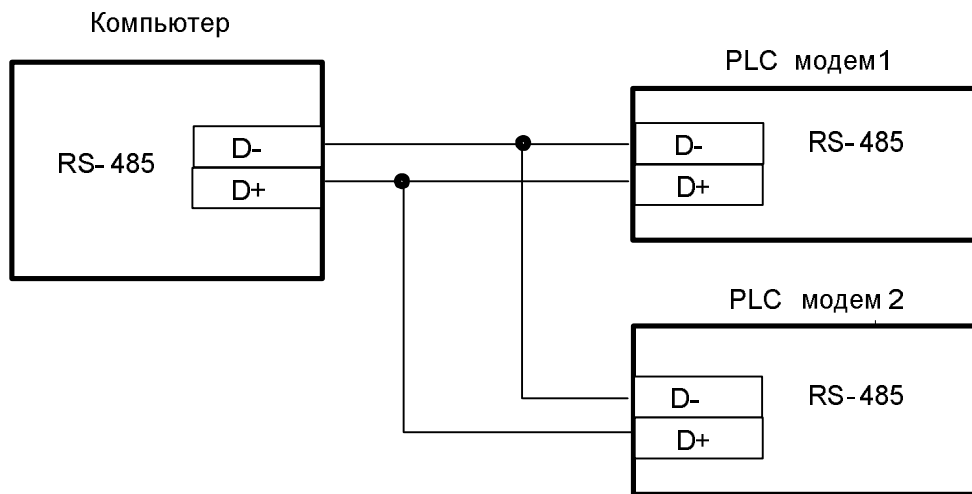 Компьютер
RS-485
D-
D+
PLC модем1
D-
D+
RS-485
PLC модем 2
D-
D+
RS-485